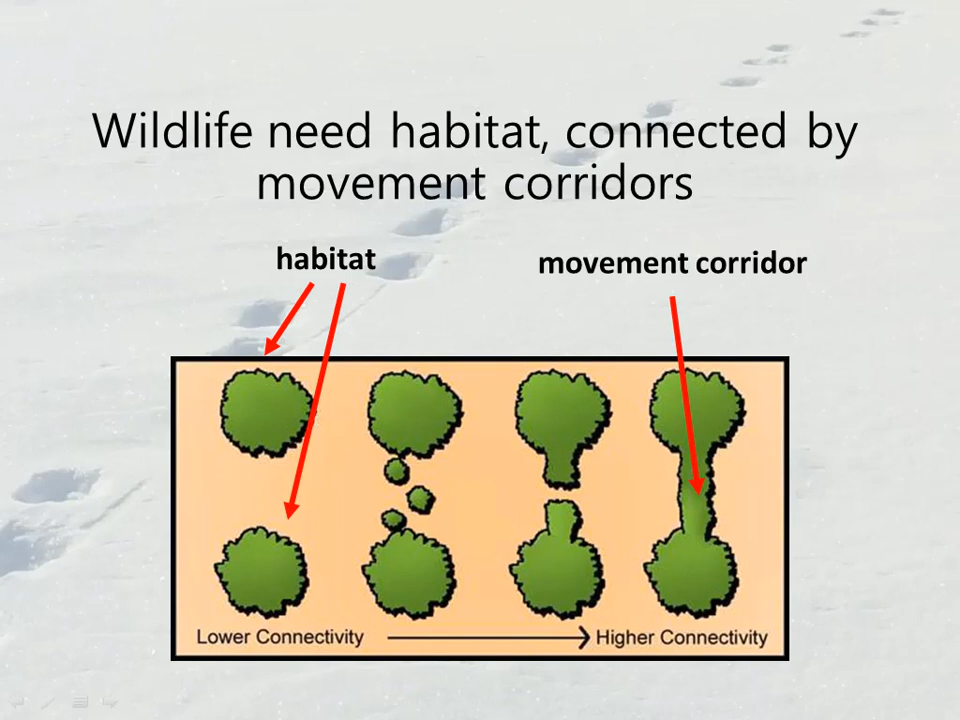 Wildlife need habitat, connected by
movement corridors
habitat
movement corridor
Lower Connectivity
Higher Connectivity